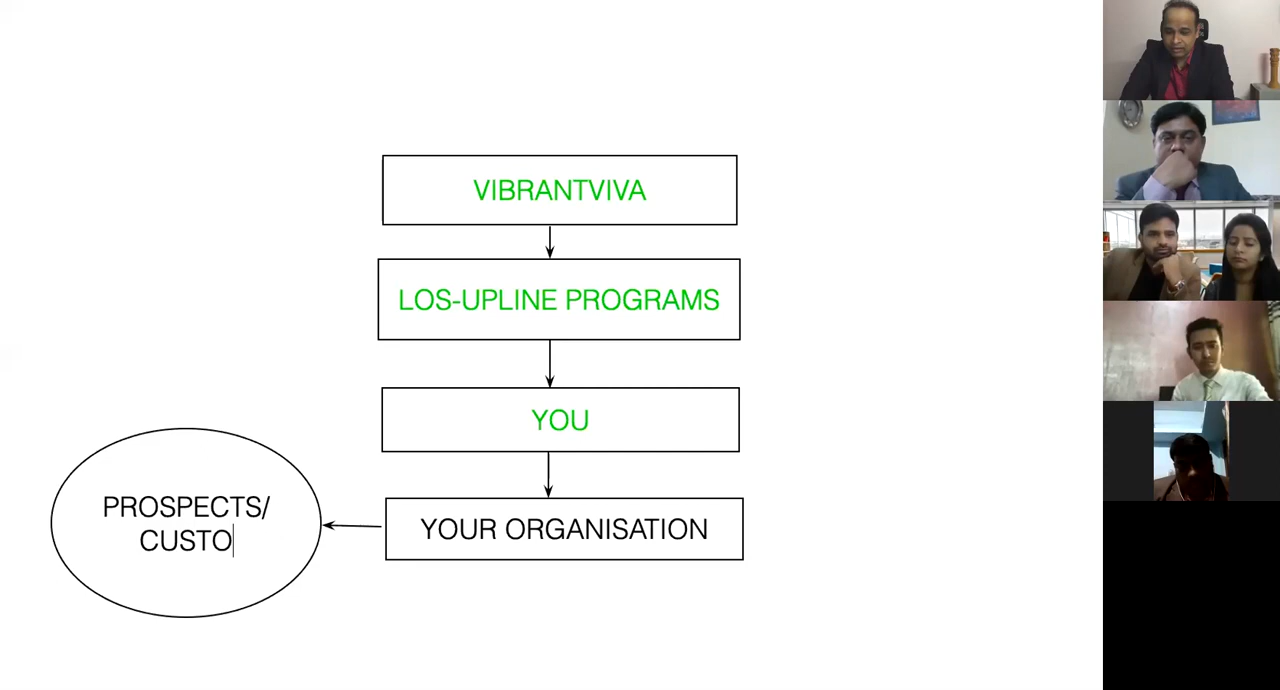 VIBRANTVIVA
LOS-UPLINE PROGRAMS
YOU
YOUR ORGANISATION
PROSPECTS/
CUSTO